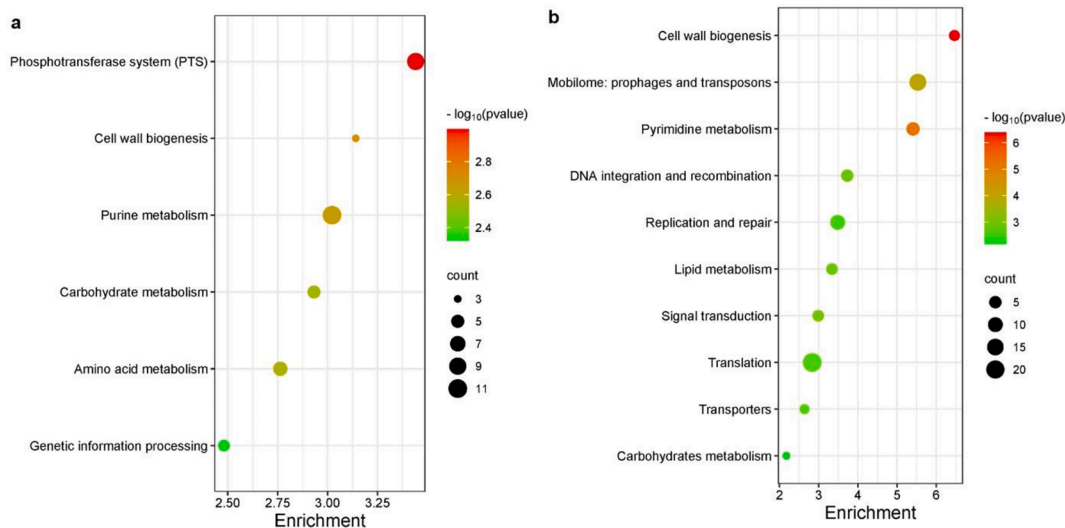 a
Phosphotransferase system (PTS)
Cell wall biogenesis
Purine metabolism
Carbohydrate metabolism
Amino acid metabolism
Genetic information processing
2.50 2.75 3.00 3.25
Enrichment
- log10(pvalue)
2.8
2.6
2.4
count
3
5
7
9
11
b
Cell wall biogenesis
Mobilome: prophages and transposons
Pyrimidine metabolism
DNA integration and recombination
Replication and repair
Lipid metabolism
Signal transduction
Translation
Transporters
Carbohydrates metabolism
2 3 4 5 6
Enrichment
- log10(pvalue)
6
5
4
3
count
5
10
15
20